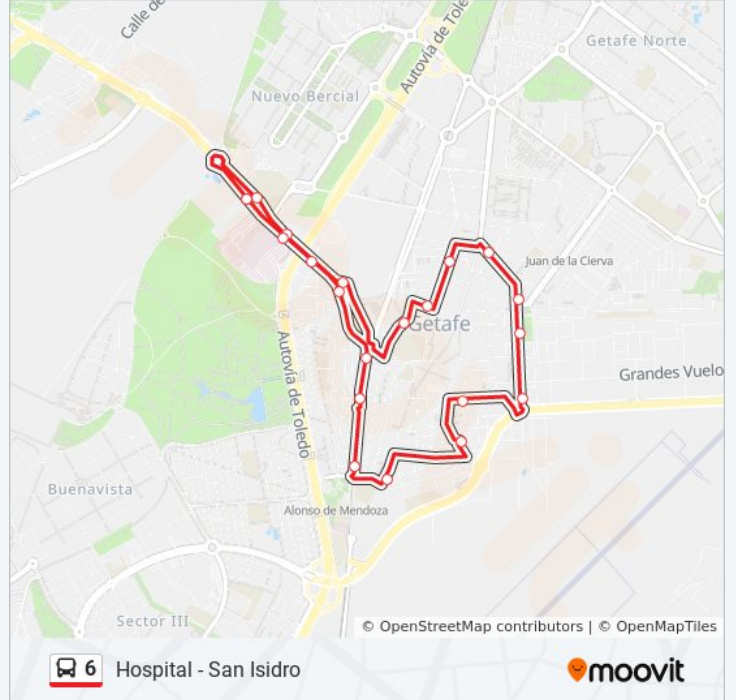 Calle de
Autovía de Tole
Getafe Norte
Nuevo Bercial
Juan de la Cierva
Getafe
Grandes Vuelo
Autovía de Toledo
Buenavista
Alonso de Mendoza
Sector III
© OpenStreetMap contributors | © OpenMapTiles
6 Hospital - San Isidro
moovit